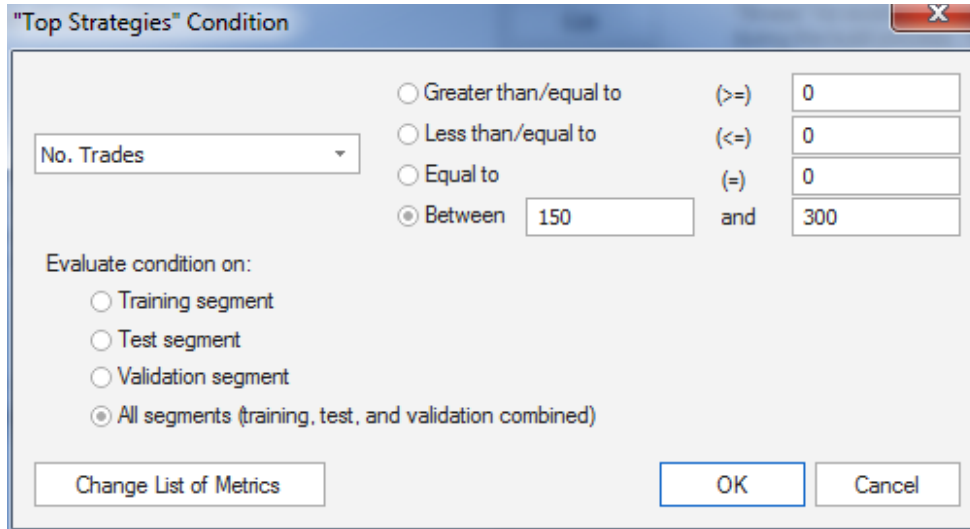 "Top Strategies" Condition
X
Greater than/equal to (>=) 0
No. Trades
Less than/equal to (<=) 0
Equal to (=) 0
Between 150 and 300
Evaluate condition on:
Training segment
Test segment
Validation segment
All segments (training, test, and validation combined)
Change List of Metrics OK Cancel